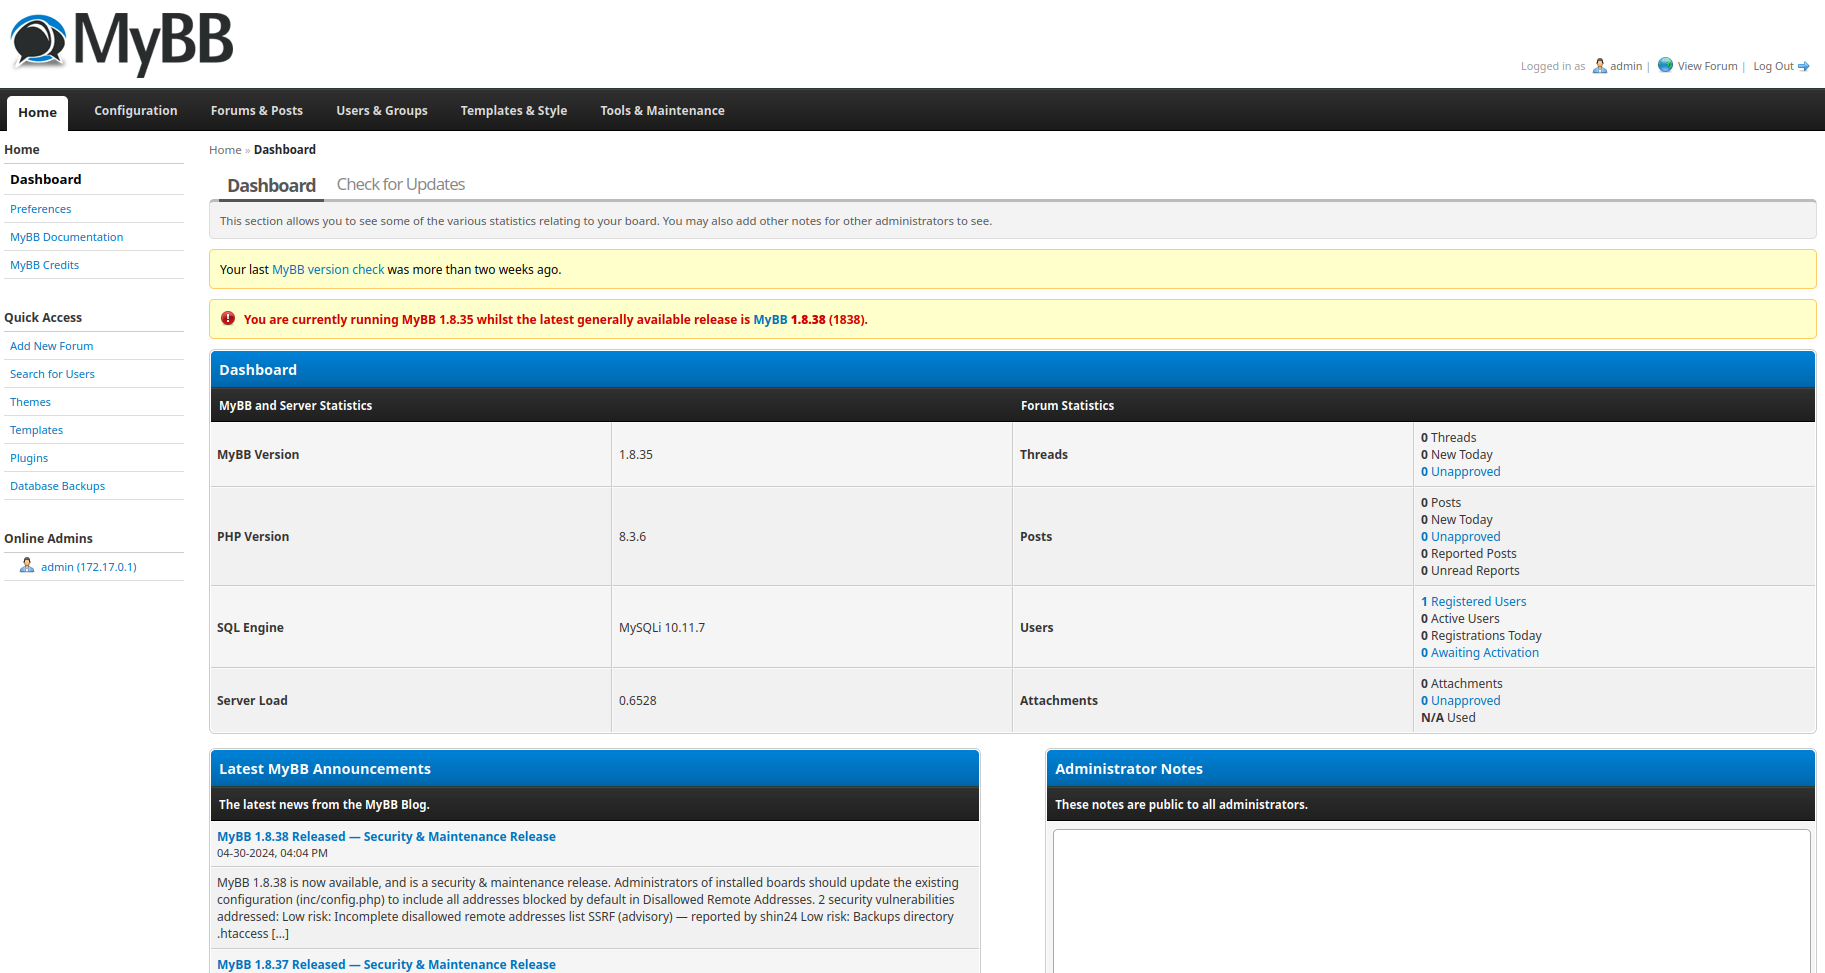 MyBB
Logged in as admin | View Forum | Log Out
Home Configuration Forums & Posts Users & Groups Templates & Style Tools & Maintenance
Home
Dashboard
Preferences
MyBB Documentation
MyBB Credits
Quick Access
Add New Forum
Search for Users
Themes
Templates
Plugins
Database Backups
Online Admins
admin (172.17.0.1)
Home » Dashboard
Dashboard Check for Updates
This section allows you to see some of the various statistics relating to your board. You may also add other notes for other administrators to see.
Your last MyBB version check was more than two weeks ago.
You are currently running MyBB 1.8.35 whilst the latest generally available release is MyBB 1.8.38 (1838).
Dashboard
MyBB and Server Statistics Forum Statistics
MyBB Version 1.8.35 Threads
0 Threads
0 New Today
0 Unapproved
PHP Version 8.3.6 Posts
0 Posts
0 New Today
0 Unapproved
0 Reported Posts
0 Unread Reports
SQL Engine MySQLi 10.11.7 Users
1 Registered Users
0 Active Users
0 Registrations Today
0 Awaiting Activation
Server Load 0.6528 Attachments
0 Attachments
0 Unapproved
N/A Used
Latest MyBB Announcements
The latest news from the MyBB Blog.
MyBB 1.8.38 Released — Security & Maintenance Release
04-30-2024, 04:04 PM
MyBB 1.8.38 is now available, and is a security & maintenance release. Administrators of installed boards should update the existing
configuration (inc/config.php) to include all addresses blocked by default in Disallowed Remote Addresses. 2 security vulnerabilities
addressed: Low risk: Incomplete disallowed remote addresses list SSRF (advisory) — reported by shin24 Low risk: Backups directory
.htaccess [...]
MyBB 1.8.37 Released — Security & Maintenance Release
Administrator Notes
These notes are public to all administrators.